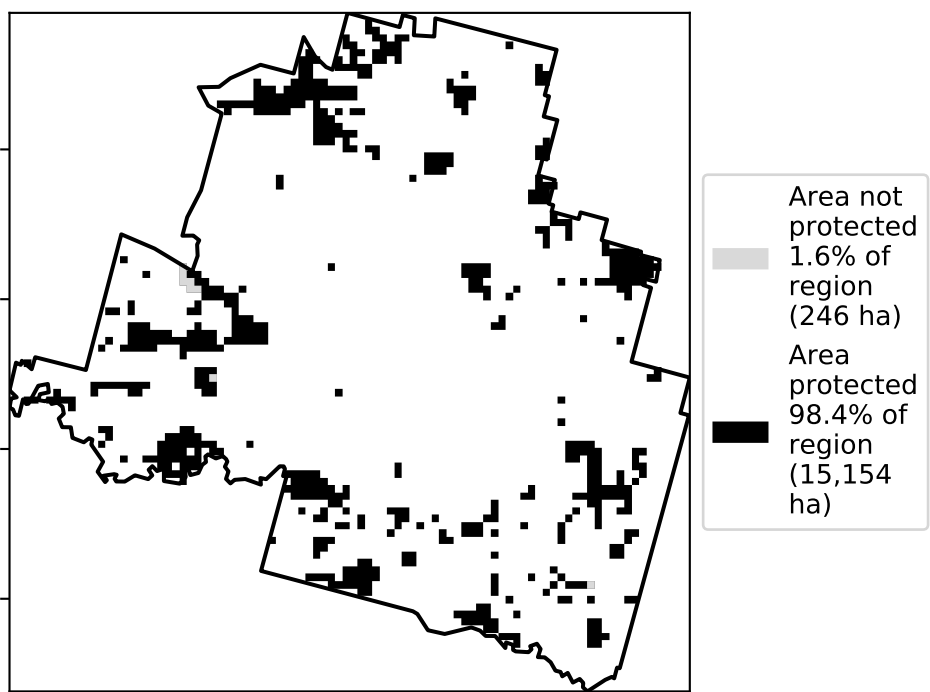 Area not
protected
1.6% of
region
(246 ha)
Area
protected
98.4% of
region
(15,154
ha)